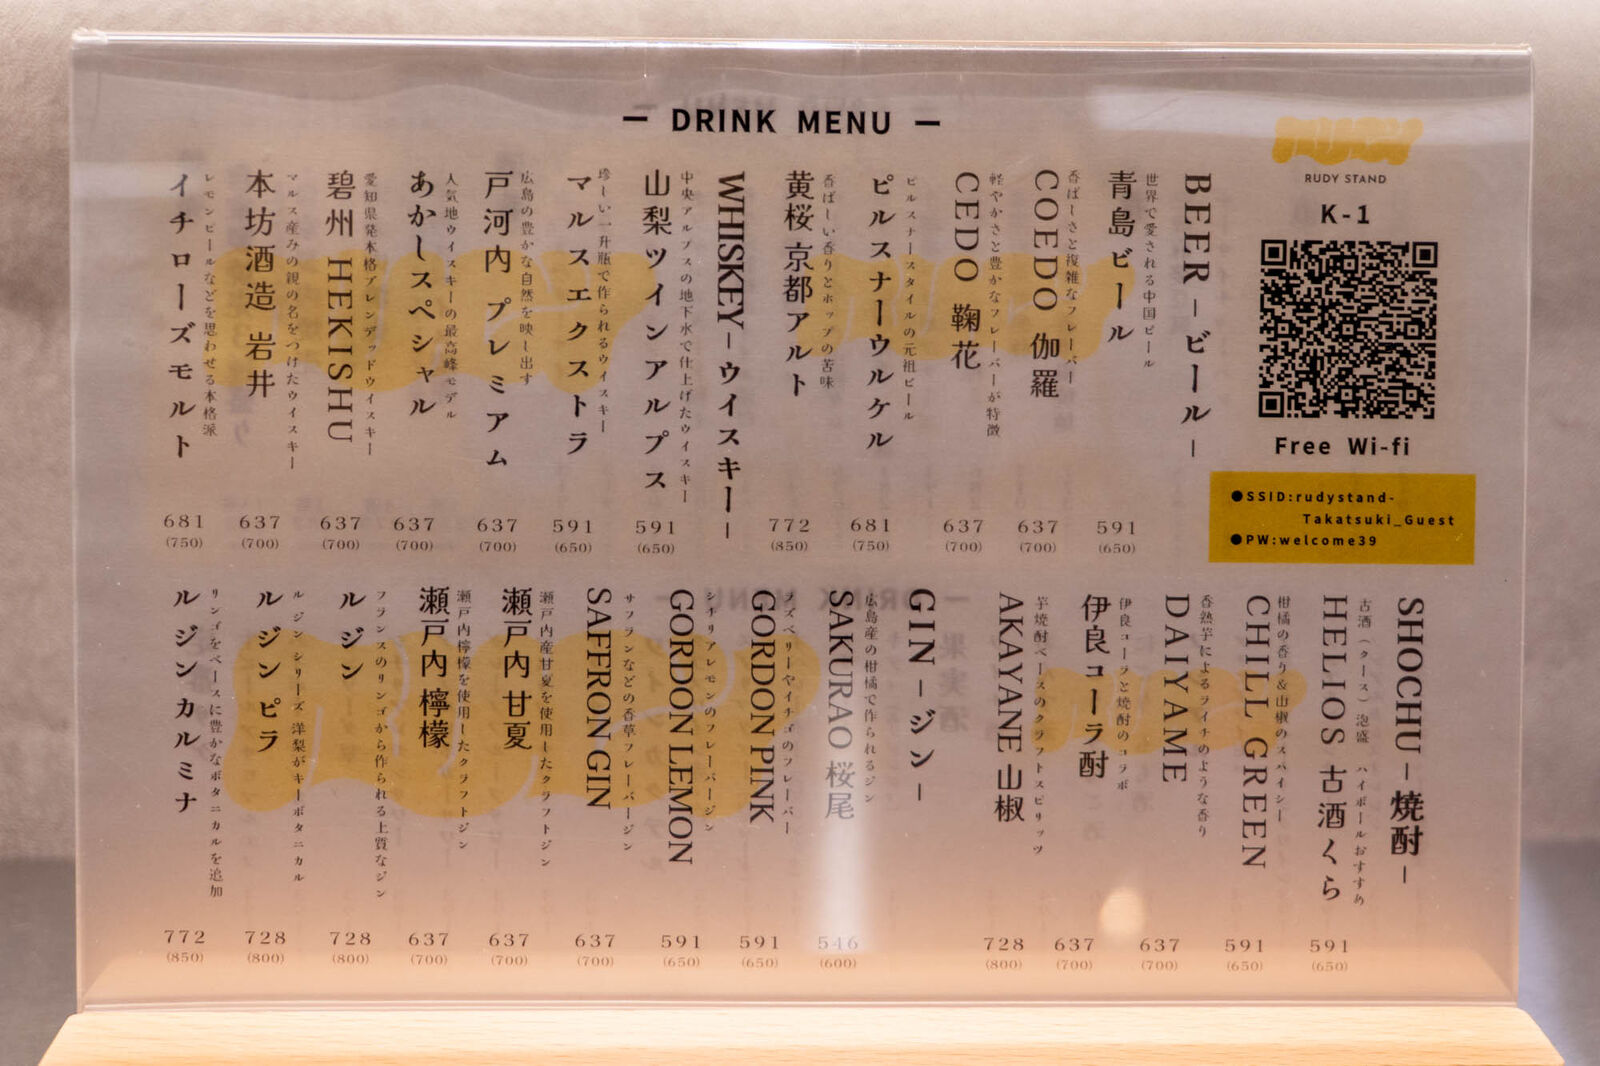 — DRINK MENU —
RUDY
RUDY STAND
K-1
Free Wi-fi
●SSID:rudystand-
Takatsuki_Guest
●PW:welcome39
BEER —ビール—
世界で愛される中国ビール
青島ビール
591
(650)
香ばしさと複雑なフレーバー
COEDO 伽羅
637
(700)
軽やかさと豊かなフレーバーが特徴
CEDO 鞠花
637
(700)
ピルスナースタイルの元祖ビール
ピルスナーウルケル
681
(750)
香ばしい香りとホップの苦味
黄桜 京都アルト
772
(850)
WHISKEY—ウイスキー—
中央アルプスの地下水で仕上げたウイスキー
山梨ツインアルプス
591
(650)
珍しい一升瓶で作られるウイスキー
マルスエクストラ
591
(650)
広島の豊かな自然を映し出す
戸河内 プレミアム
637
(700)
人気地ウイスキーの最高峰モデル
あかしスペシャル
637
(700)
愛知県発本格ブレンデッドウイスキー
碧州 HEKISHU
637
(700)
マルス産みの親の名をつけたウイスキー
本坊酒造 岩井
637
(700)
レモンピールなどを思わせる本格派
イチローズモルト
681
(750)
SHOCHU —焼酎—
古酒（クース）泡盛 ハイボールおすすめ
HELIOS 古酒くら
591
(650)
柑橘の香り&山椒のスパイシー
CHILL GREEN
591
(650)
香熟芋によるライチのような香り
DAIYAME
637
(700)
伊良コーラと焼酎のコラボ
伊良コーラ酎
637
(700)
芋焼酎ベースのクラフトスピリッツ
AKAYANE 山椒
728
(800)
GIN —ジン—
広島産の柑橘で作られるジン
SAKURAO 桜尾
546
(600)
ラズベリーやイチゴのフレーバー
GORDON PINK
591
(650)
シチリアレモンのフレーバージン
GORDON LEMON
591
(650)
サフランなどの香草フレーバージン
SAFFRON GIN
637
(700)
瀬戸内産甘夏を使用したクラフトジン
瀬戸内 甘夏
637
(700)
瀬戸内檸檬を使用したクラフトジン
瀬戸内 檸檬
637
(700)
フランスのリンゴから作られる上質なジン
ル ジン
728
(800)
ル ジン シリーズ 洋梨がキーボタニカル
ル ジン ピラ
728
(800)
リンゴをベースに豊かなボタニカルを追加
ル ジン カルミナ
772
(850)